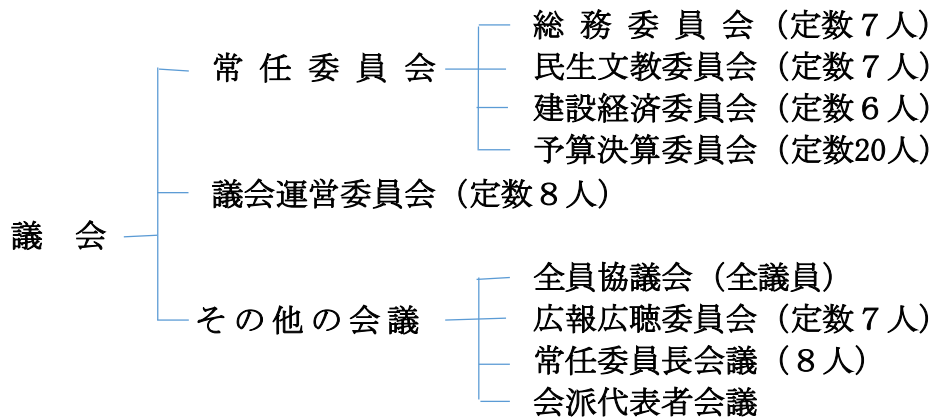 総務委員会（定数７人）
常任委員会
民生文教委員会（定数７人）
建設経済委員会（定数６人）
予算決算委員会（定数20人）
議会運営委員会（定数８人）
議　会
全員協議会（全議員）
その他の会議
広報広聴委員会（定数７人）
常任委員長会議（８人）
会派代表者会議